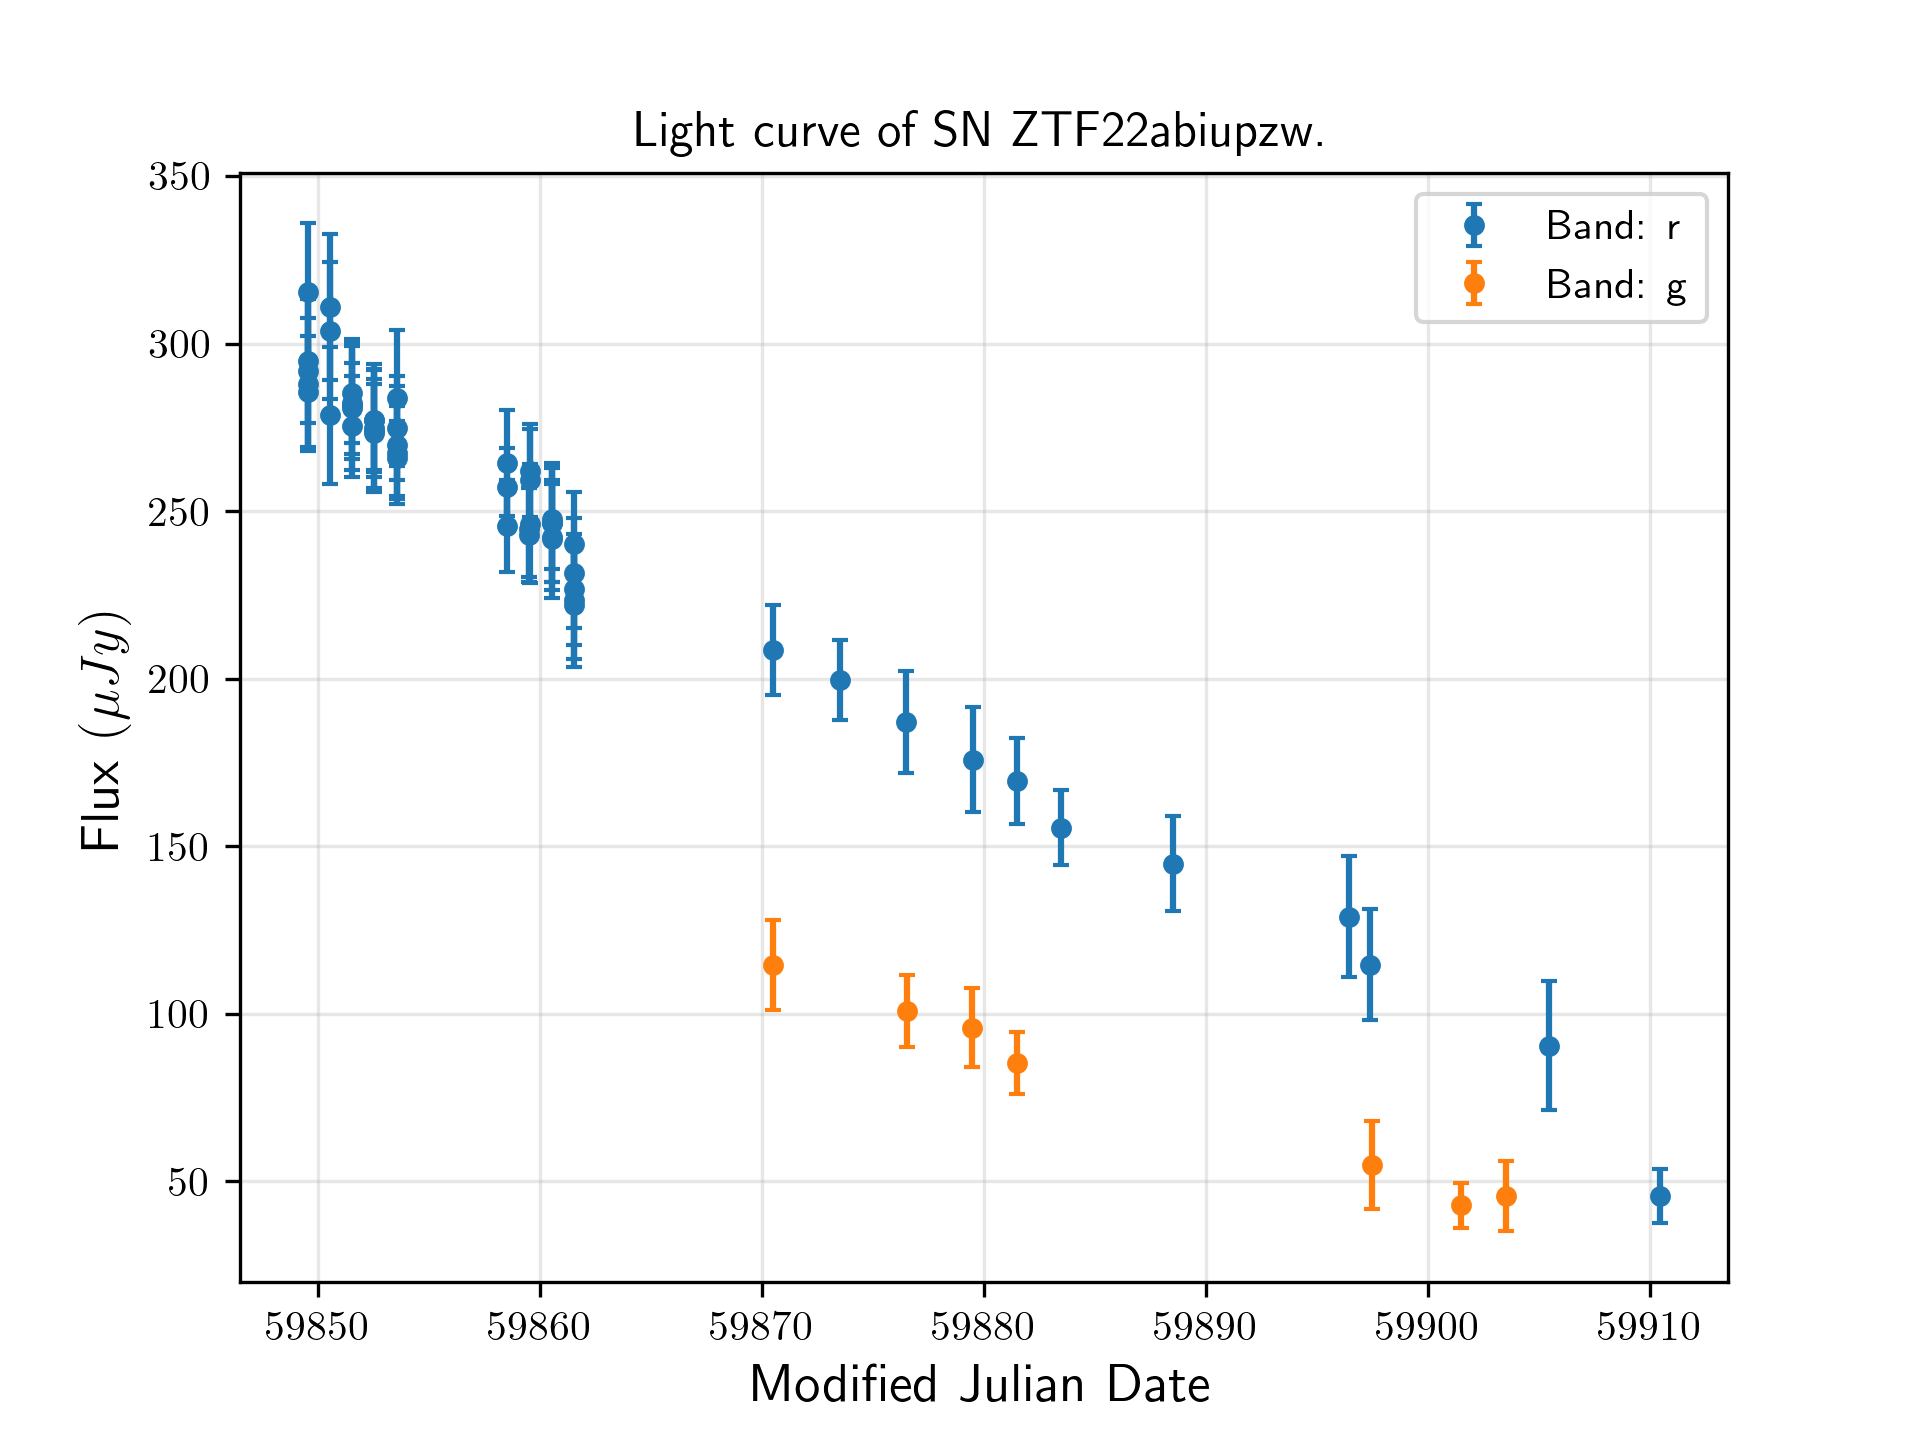 Light curve of SN ZTF22abiupzw.
350
300
250
200
150
100
50
Flux (μJy)
Band: r
Band: g
59850 59860 59870 59880 59890 59900 59910
Modified Julian Date